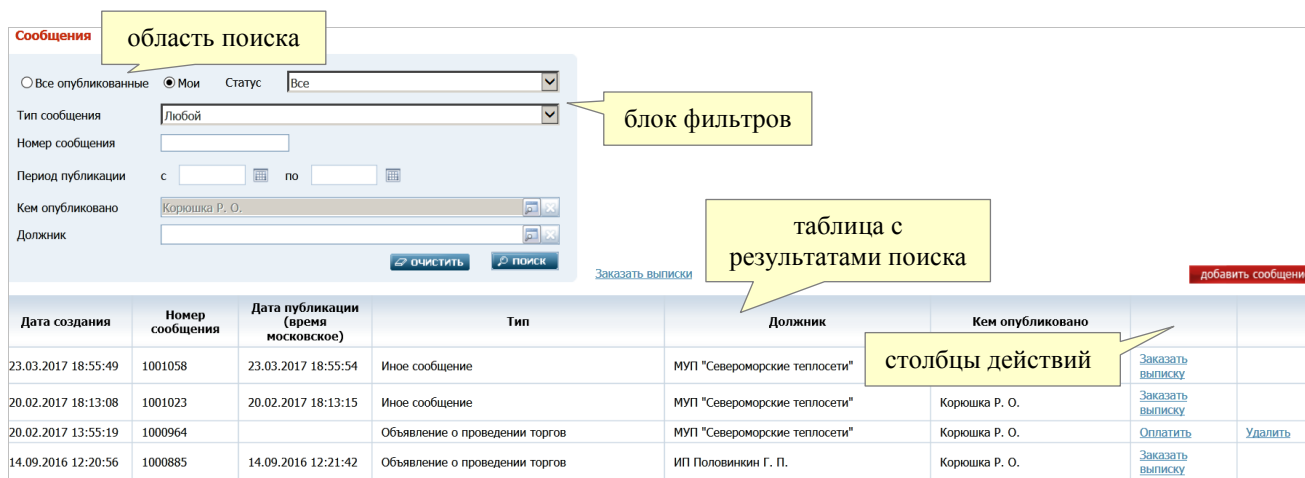 Сообщения
область поиска
Все опубликованные Мои Статус Все
Тип сообщения Любой
блок фильтров
Номер сообщения
Период публикации с по
Кем опубликовано Корюшка Р. О.
Должник
таблица с
результатами поиска
ОЧИСТИТЬ ПОИСК
Заказать выписки
добавить сообщени
Дата создания
Номер
сообщения
Дата публикации
(время
московское)
Тип
Должник
Кем опубликовано
столбцы действий
23.03.2017 18:55:49 1001058 23.03.2017 18:55:54 Иное сообщение МУП "Североморские теплосети" Заказать
выписку
20.02.2017 18:13:08 1001023 20.02.2017 18:13:15 Иное сообщение МУП "Североморские теплосети" Корюшка Р. О. Заказать
выписку
20.02.2017 13:55:19 1000964 Объявление о проведении торгов МУП "Североморские теплосети" Корюшка Р. О. Оплатить Удалить
14.09.2016 12:20:56 1000885 14.09.2016 12:21:42 Объявление о проведении торгов ИП Половинкин Г. П. Корюшка Р. О. Заказать
выписку